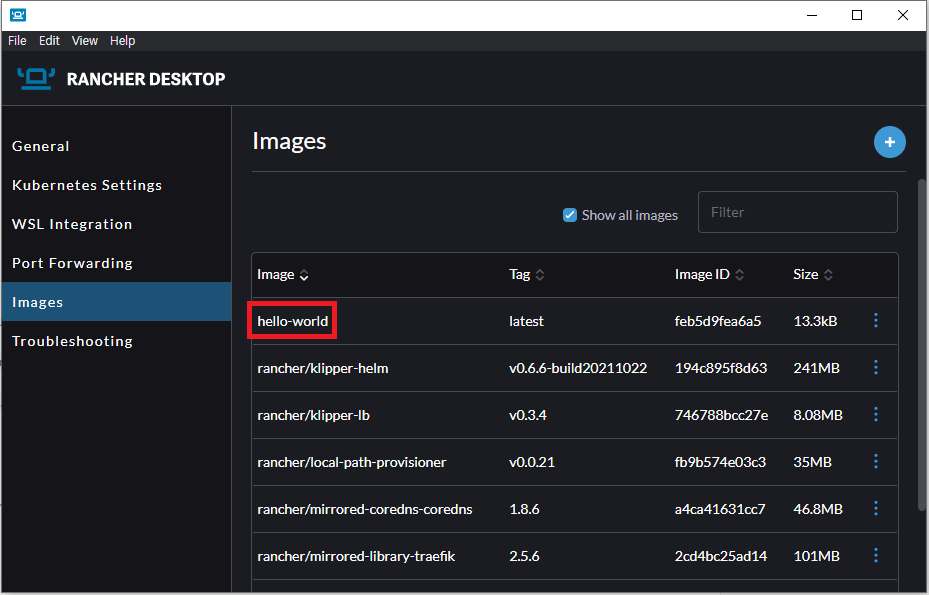 File Edit View Help
RANCHER DESKTOP
General
Kubernetes Settings
WSL Integration
Port Forwarding
Images
Troubleshooting
Images
Show all images Filter
Image Tag Image ID Size
hello-world latest feb5d9fea6a5 13.3kB
rancher/klipper-helm v0.6.6-build20211022 194c895f8d63 241MB
rancher/klipper-lb v0.3.4 746788bcc27e 8.08MB
rancher/local-path-provisioner v0.0.21 fb9b574e03c3 35MB
rancher/mirrored-coredns-coredns 1.8.6 a4ca41631cc7 46.8MB
rancher/mirrored-library-traefik 2.5.6 2cd4bc25ad14 101MB